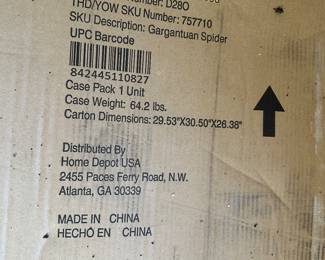 Number: D28O
THD/YOW SKU Number: 757710
SKU Description: Gargantuan Spider
UPC Barcode
842445110827
Case Pack 1 Unit
Case Weight: 64.2 lbs.
Carton Dimensions: 29.53"X30.50"X26.38"
Distributed By
Home Depot USA
2455 Paces Ferry Road, N.W.
Atlanta, GA 30339
MADE IN CHINA
HECHO EN CHINA